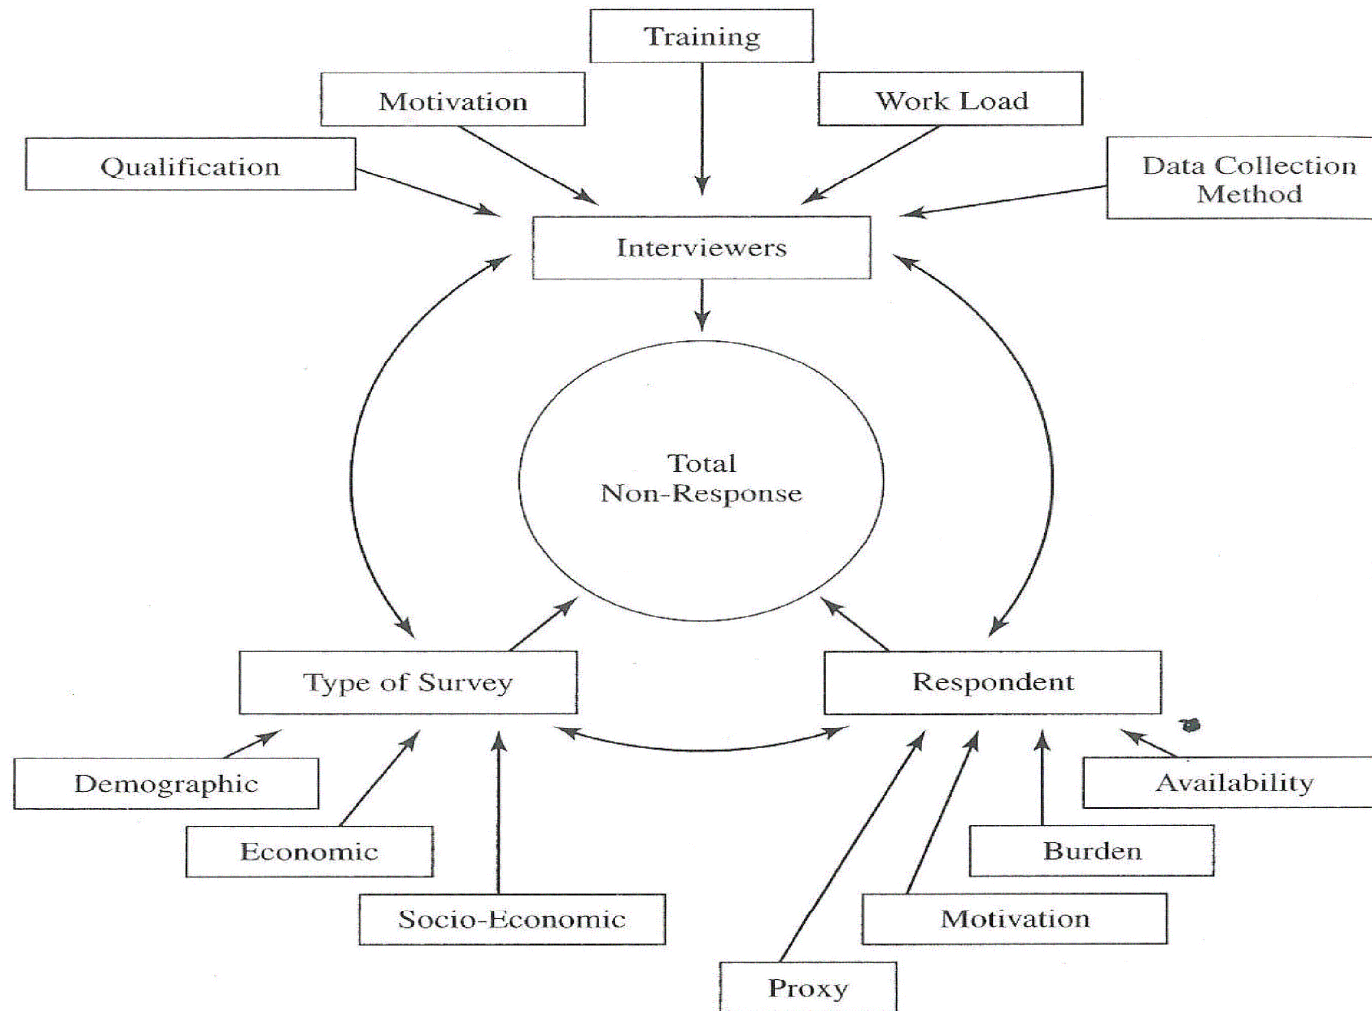 Training
Motivation
Work Load
Qualification
Data Collection
Method
Interviewers
Total
Non-Response
Type of Survey
Respondent
Demographic
Availability
Economic
Burden
Socio-Economic
Motivation
Proxy